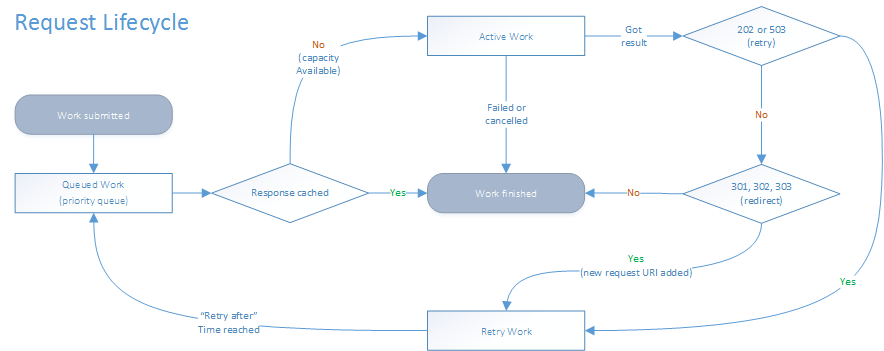 Request Lifecycle
No
(capacity
Available)
Active Work
Got
result
202 or 503
(retry)
Work submitted
Failed or
cancelled
No
Queued Work
(priority queue)
Response cached
Yes
Work finished
No
301, 302, 303
(redirect)
Yes
(new request URI added)
Yes
"Retry after"
Time reached
Retry Work